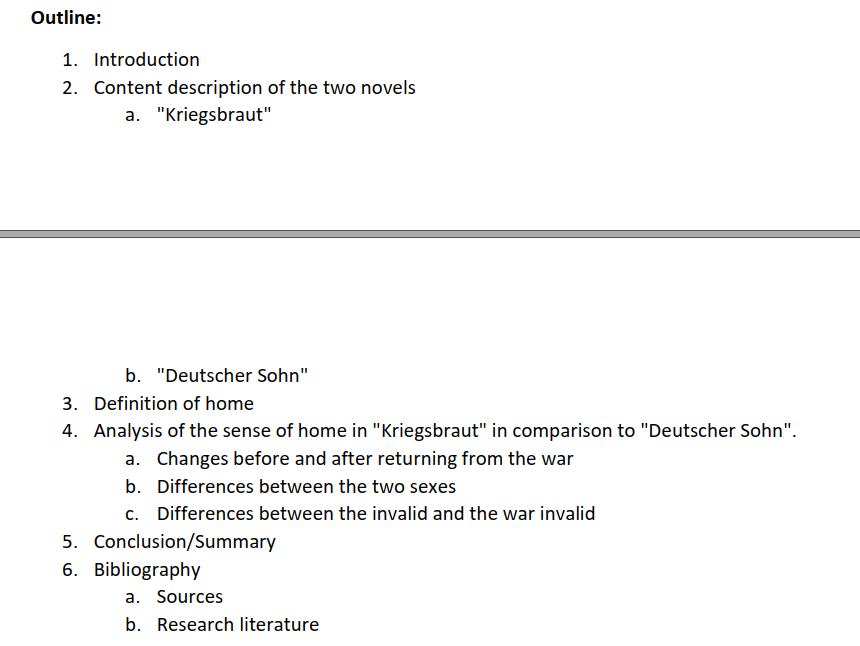 Outline:
1. Introduction
2. Content description of the two novels
a. "Kriegsbraut"
b. "Deutscher Sohn"
3. Definition of home
4. Analysis of the sense of home in "Kriegsbraut" in comparison to "Deutscher Sohn".
a. Changes before and after returning from the war
b. Differences between the two sexes
c. Differences between the invalid and the war invalid
5. Conclusion/Summary
6. Bibliography
a. Sources
b. Research literature